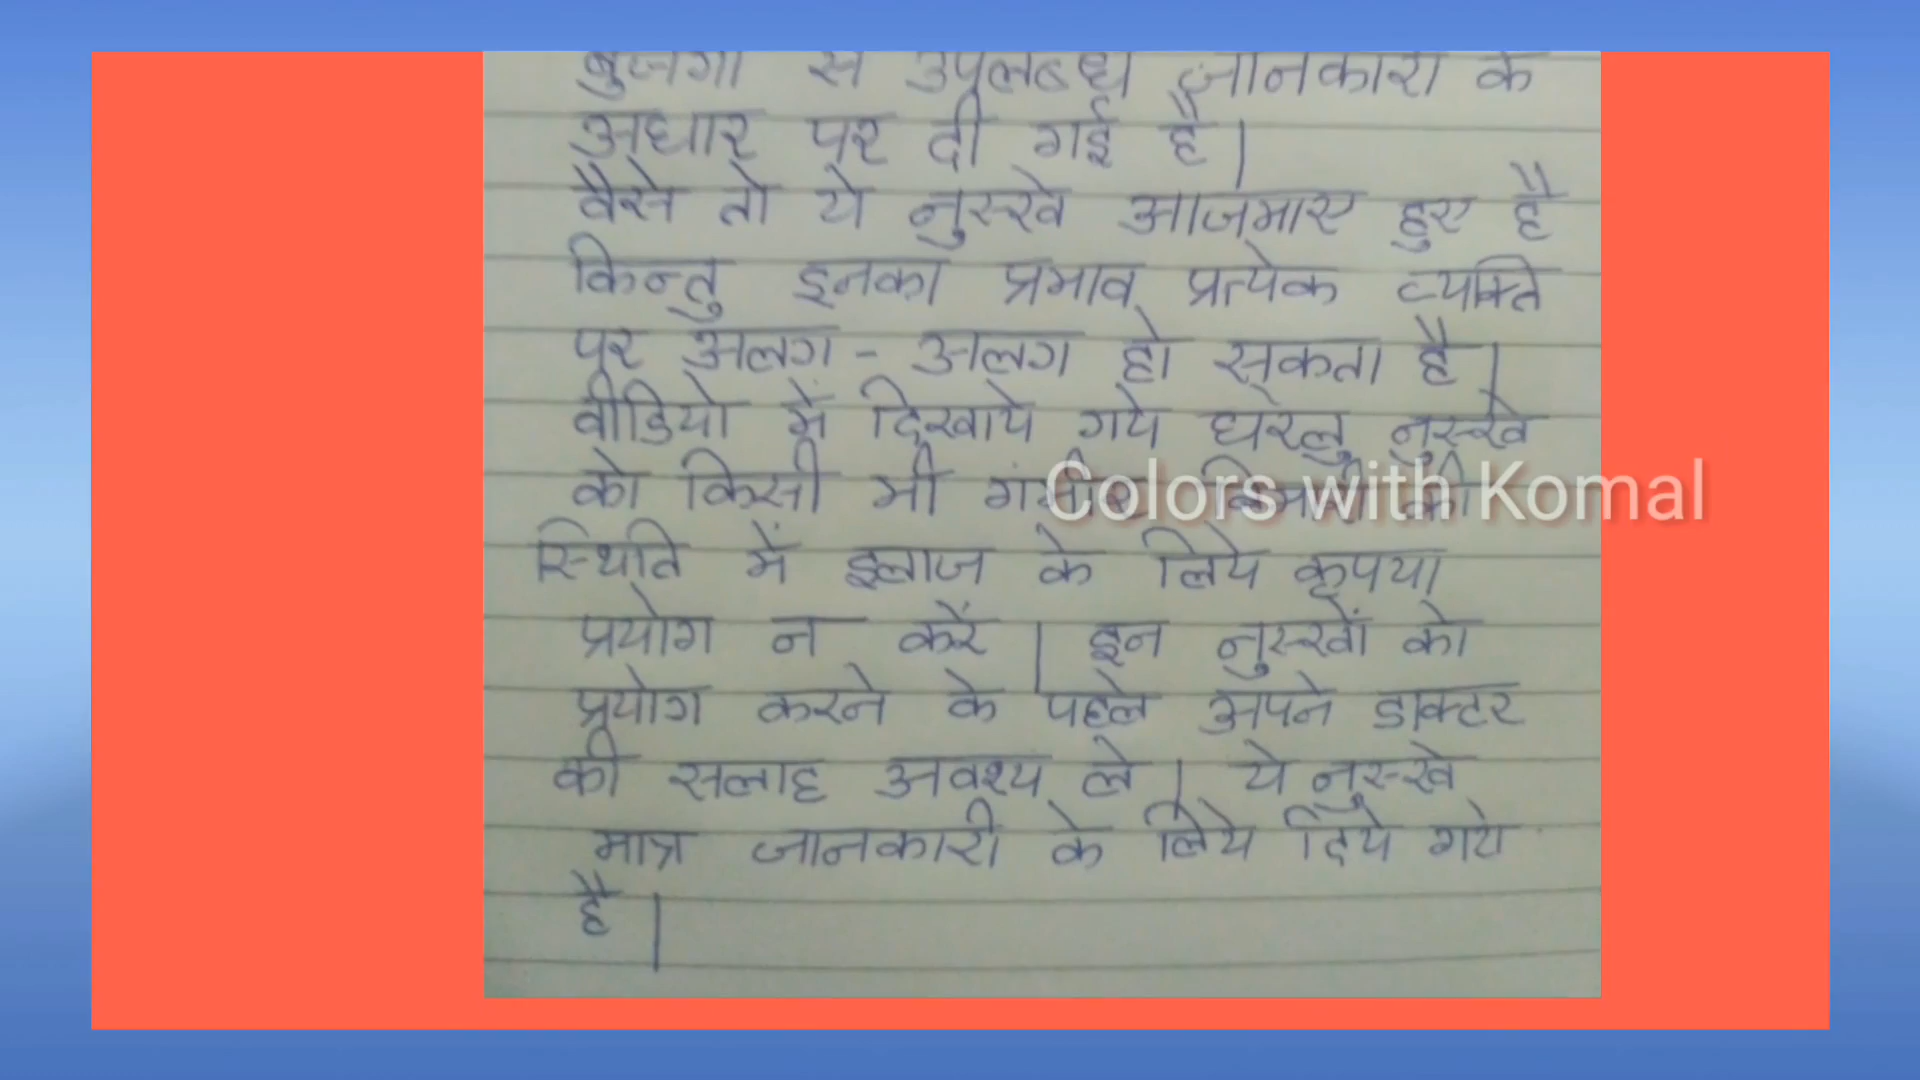 से उपलब्ध जानकारी के
अधार पर दी गई है।
वैसे तो ये नुस्खे आजमाए हुए है
किन्तु इनका प्रभाव प्रत्येक व्यक्ति
पर अलग - अलग हो सकता है।
वीडियो में दिखाये गये घरेलु नुस्खे
को किसी भी की
Colors with Komal
स्थिति में इलाज के लिये कृपया
प्रयोग न करें। इन नुस्खों को
प्रयोग करने के पहले अपने डाक्टर
की सलाह अवश्य ले। ये नुस्खे
मात्र जानकारी के लिये दिये गये
है।